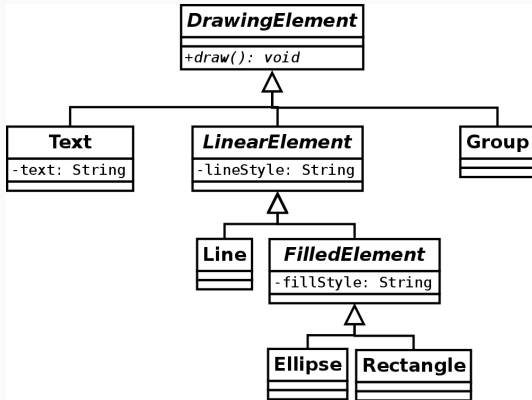 DrawingElement
+draw(): void
Text
-text: String
LinearElement
-lineStyle: String
Group
Line
FilledElement
-fillStyle: String
Ellipse
Rectangle